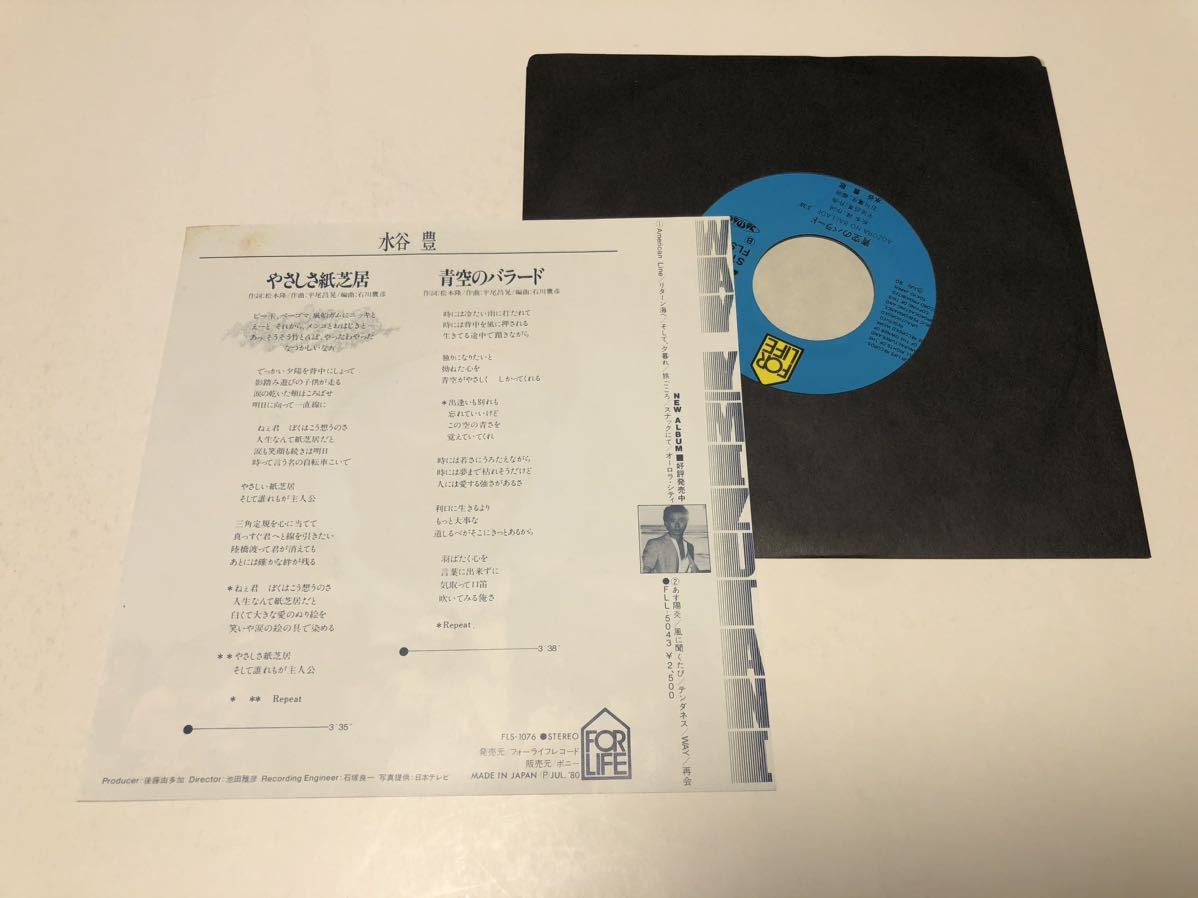 水谷 豊
やさしさ紙芝居
作詞:松本隆/作曲:平尾昌晃/編曲:石川鷹彦
ビー玉、ベーゴマ、風船ガムにニッキと
えーと それから、メンコとおはじきと
あっ、そうそう竹とんぼ、やったわやった
なつかしいなあ
でっかい夕陽を背中にしょって
影踏み遊びの子供が走る
涙の乾いた頬ほころばせ
明日に向って一直線に
ねぇ君 ぼくはこう想うのさ
人生なんて紙芝居だと
涙も笑顔も続きは明日
時って言う名の自転車こいで
やさしい紙芝居
そして誰れもが主人公
三角定規を心に当てて
真っすぐ君へと線を引きたい
陸橋渡って君が消えても
あとには確かな絆が残る
*ねぇ君 ぼくはこう想うのさ
人生なんて紙芝居だと
白くて大きな愛のぬり絵を
笑いや涙の絵の具で染める
**やさしさ紙芝居
そして誰れもが主人公
* ** Repeat
3′35″
青空のバラード
作詞:松本隆/作曲:平尾昌晃/編曲:石川鷹彦
時には冷たい雨に打たれて
時には背中を風に押される
生きてる途中で躓きながら
独りになりたいと
拗ねた心を
青空がやさしく しかってくれる
*出逢いも別れも
忘れていいけど
この空の青さを
覚えていてくれ
時には若さにうろたえながら
時には夢まで枯れそうだけど
人には愛する強さがあるさ
利口に生きるより
もっと大事な
道しるべがそこにきっとあるから
羽ばたく心を
言葉に出来ずに
気取って口笛
吹いてみる俺さ
*Repeat
3′38″
FLS-1076 ●STEREO
発売元/フォーライフレコード
販売元/ポニー
MADE IN JAPAN Ⓟ JUL.'80
FOR
LIFE
Producer:後藤由多加 Director:池田雅彦 Recording Engineer:石塚良一 写真提供:日本テレビ
WAY YMIZUTANI
NEW ALBUM ■好評発売中
①American Line/リターン海へ/そして、夕暮れ/旅ごころ/スナックにて/オーロラ・シティ
②あす陽炎/風に聞くたび/テンダネス/WAY/再会
●FLL-5043 ¥2,500
青空のバラード
AOZORA NO BALLADE
水谷 豊
Ⓑ
FOR
LIFE